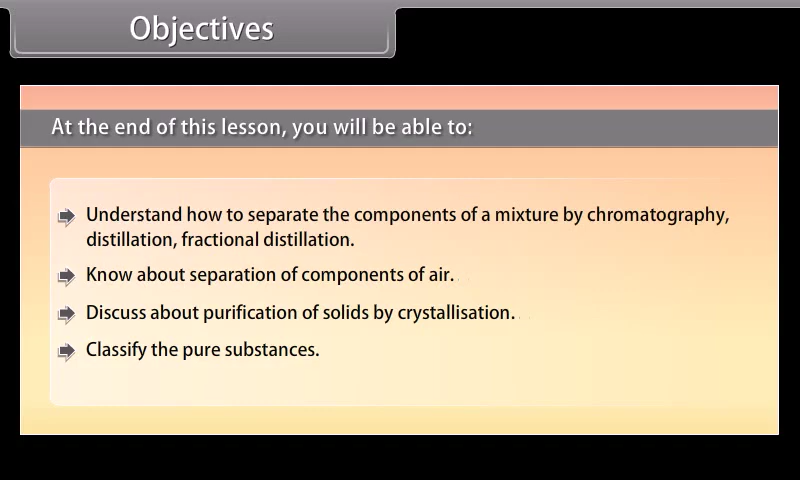 Objectives
At the end of this lesson, you will be able to:
Understand how to separate the components of a mixture by chromatography,
distillation, fractional distillation.
Know about separation of components of air.
Discuss about purification of solids by crystallisation.
Classify the pure substances.